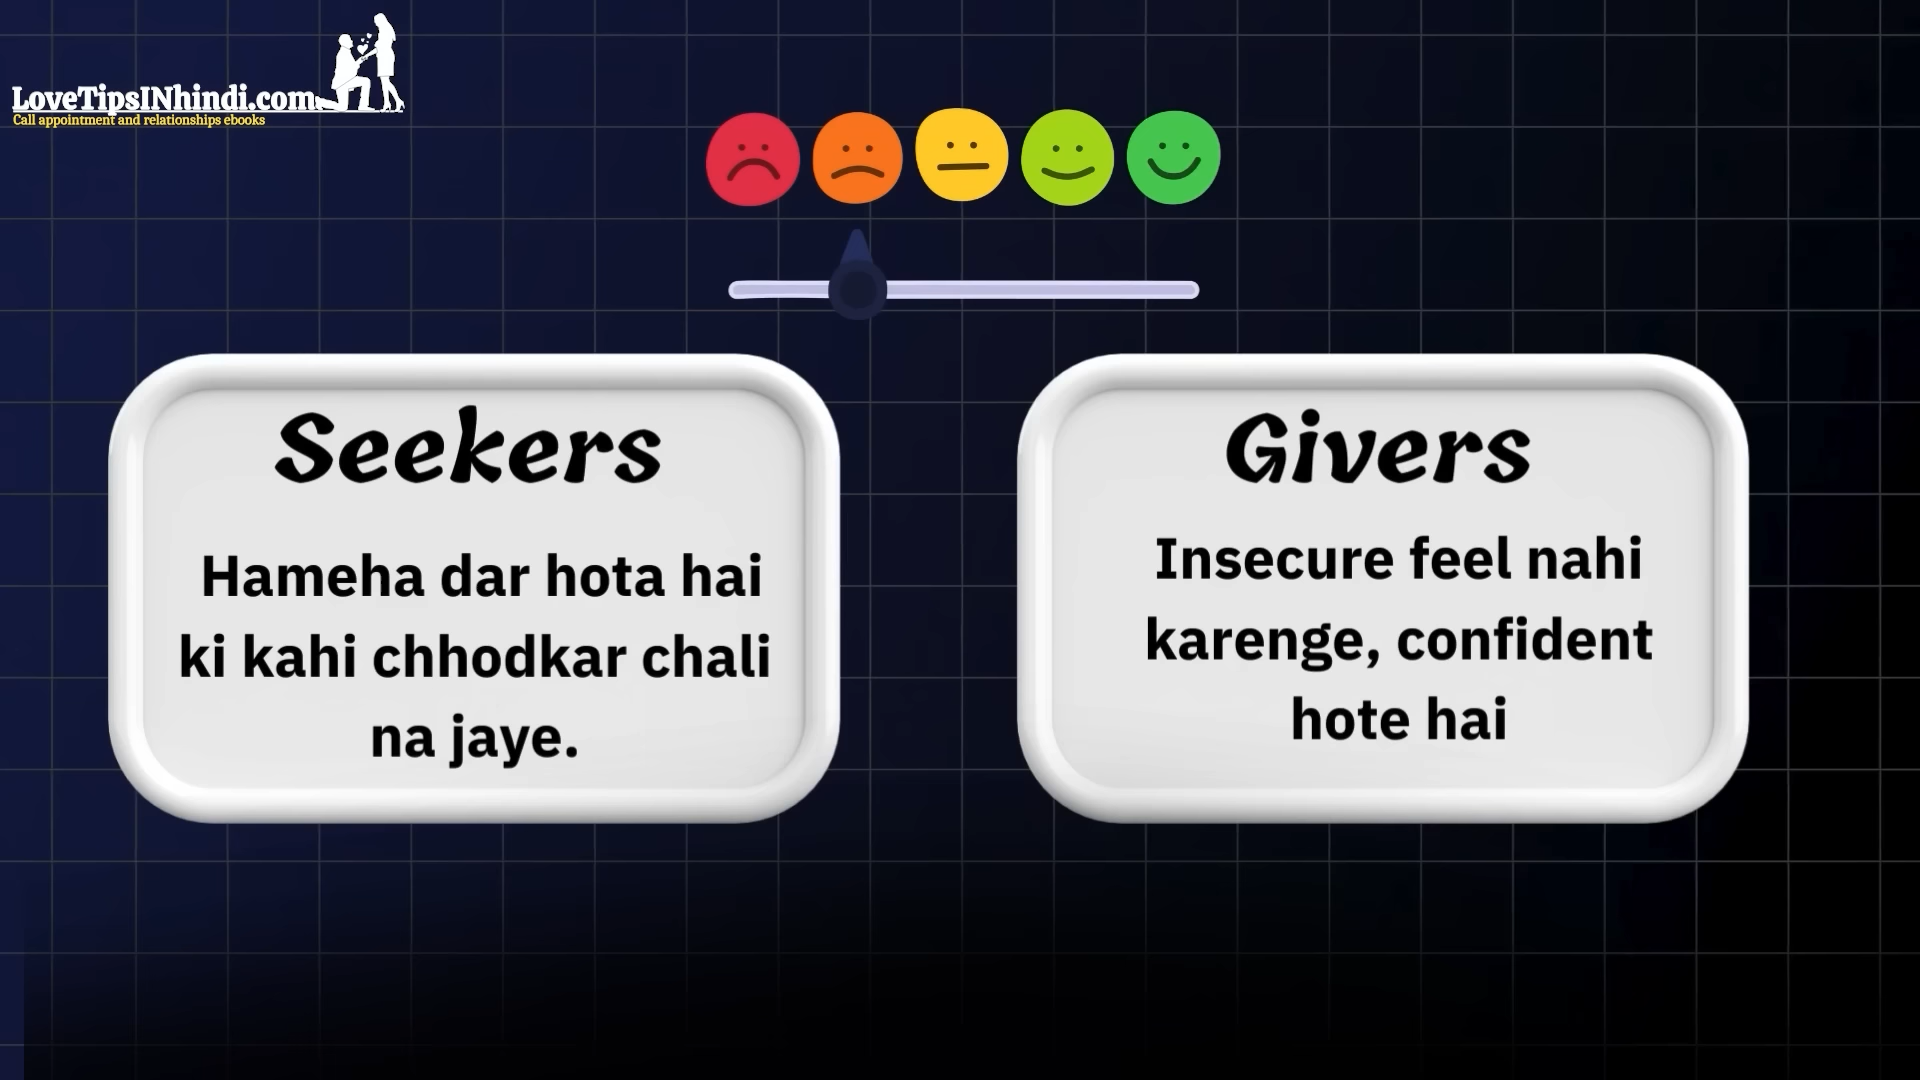 LoveTipsINhindi.com
Call appointment and relationships ebooks
Seekers
Hameha dar hota hai
ki kahi chhodkar chali
na jaye.
Givers
Insecure feel nahi
karenge, confident
hote hai